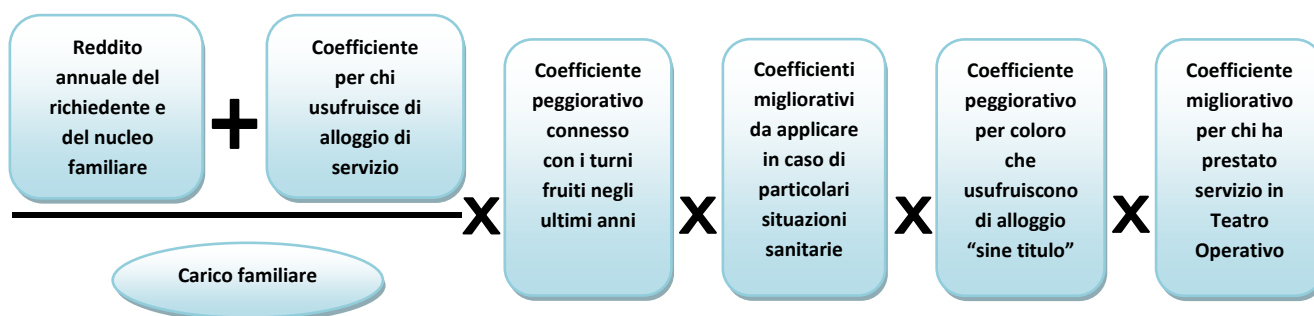 Reddito
annuale del
richiedente e
del nucleo
familiare
+
Coefficiente
per chi
usufruisce di
alloggio di
servizio
Carico familiare
X
Coefficiente
peggiorativo
connesso
con i turni
fruiti negli
ultimi anni
X
Coefficienti
migliorativi
da applicare
in caso di
particolari
situazioni
sanitarie
X
Coefficiente
peggiorativo
per coloro
che
usufruiscono
di alloggio
“sine titulo”
X
Coefficiente
migliorativo
per chi ha
prestato
servizio in
Teatro
Operativo